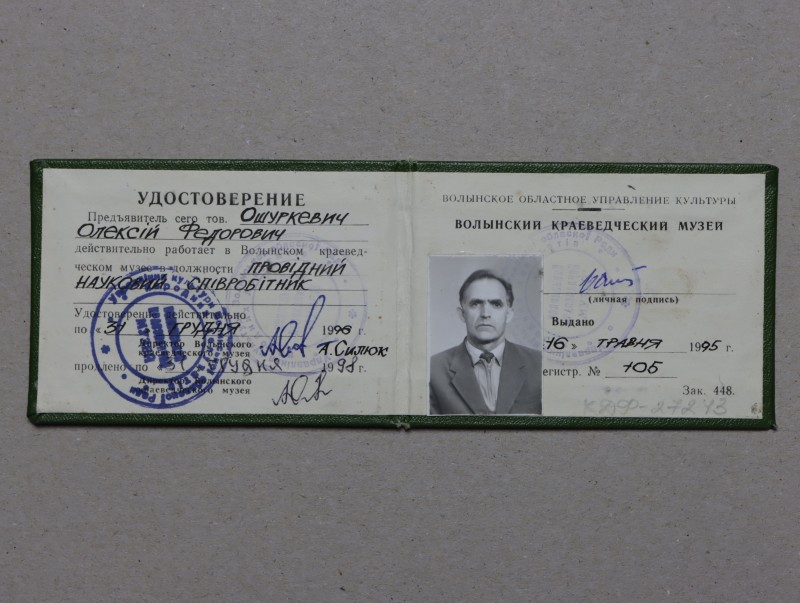 УДОСТОВЕРЕНИЕ
Предъявитель сего тов. Ошуркевич
Олексій Федорович
действительно работает в Волынском краевед-
ческом музее в должности провідний
науковий співробітник
Удостоверение действительно
по «31» грудня 1996 г.
Директор Волынского
краеведческого музея А. Силюк
продлено по «31» грудня 1998 г.
Директор Волынского
краеведческого музея
ВОЛЫНСКОЕ ОБЛАСТНОЕ УПРАВЛЕНИЕ КУЛЬТУРЫ
ВОЛЫНСКИЙ КРАЕВЕДЧЕСКИЙ МУЗЕЙ
(личная подпись)
Выдано
16 » травня 1995 г.
егистр. № 105
Зак. 448.